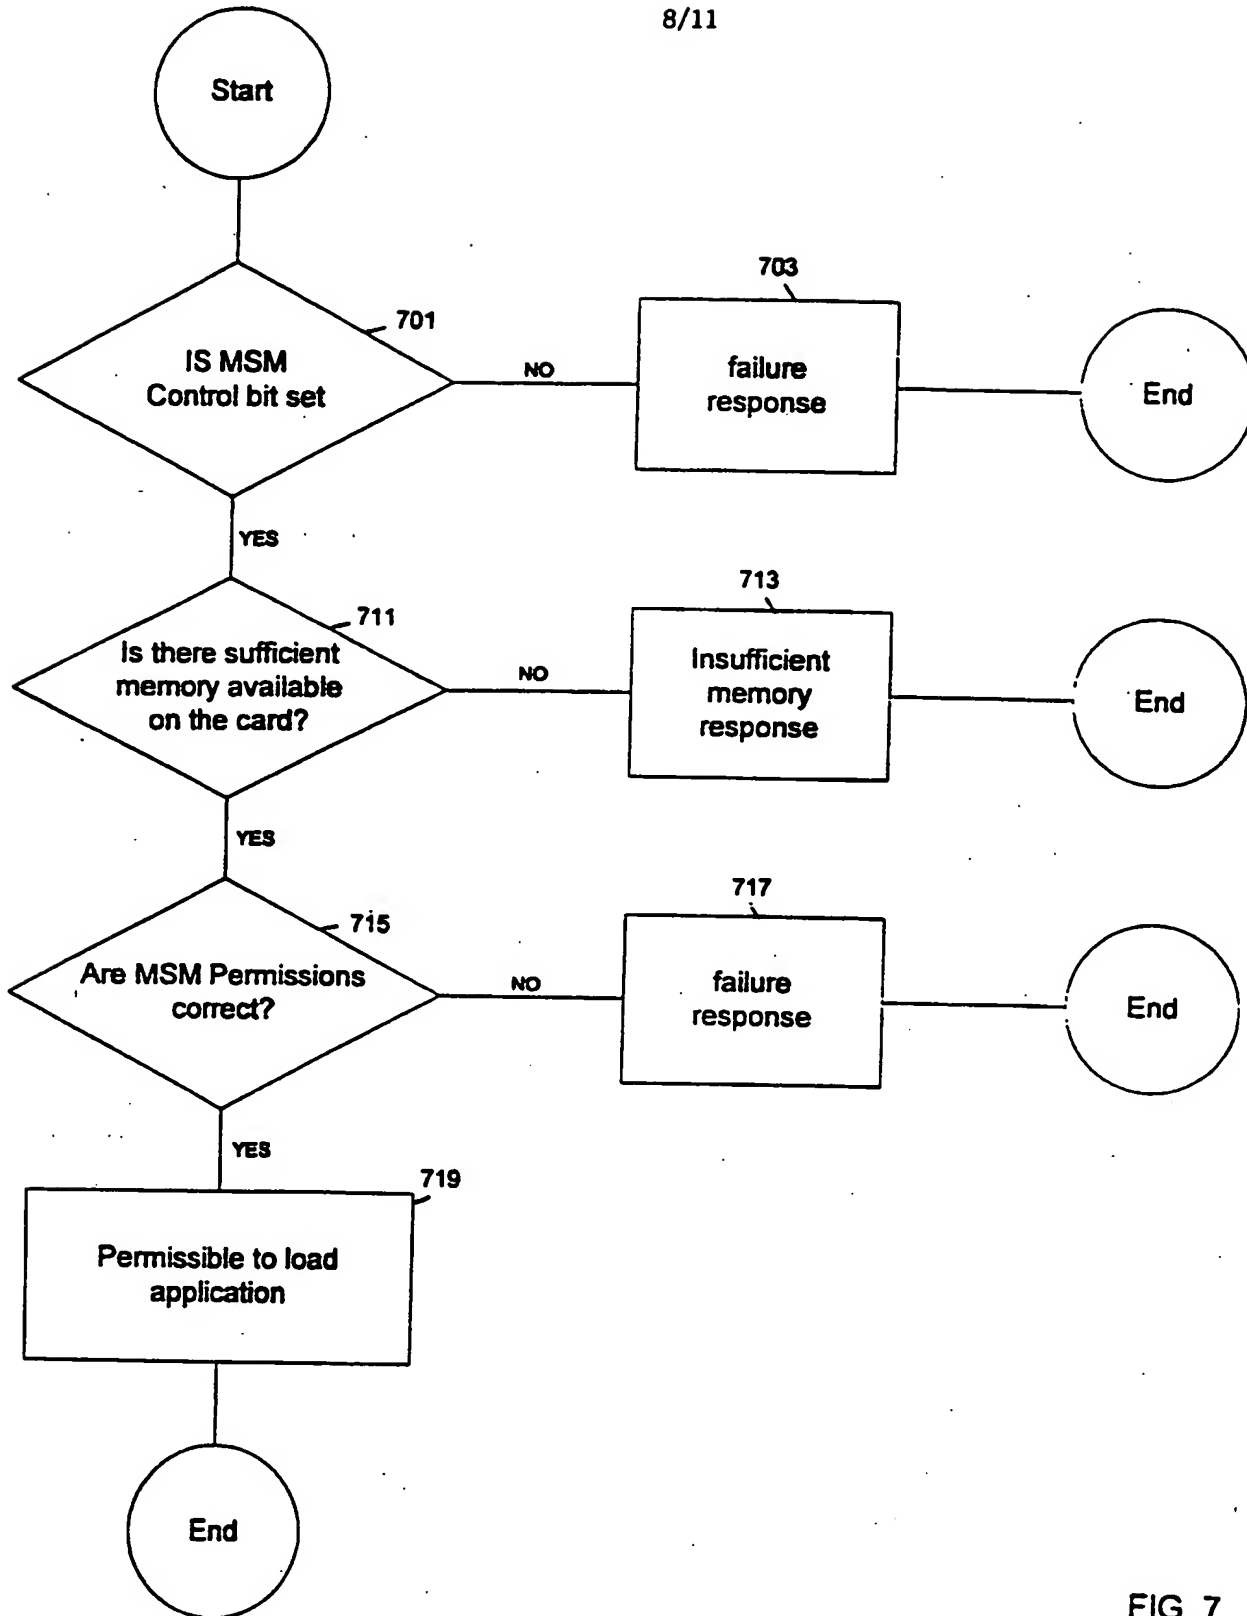 8/11
Start
701
IS MSM
Control bit set
NO
703
failure
response
End
YES
711
Is there sufficient
memory available
on the card?
NO
713
Insufficient
memory
response
End
YES
715
Are MSM Permissions
correct?
NO
717
failure
response
End
YES
719
Permissible to load
application
End
FIG. 7